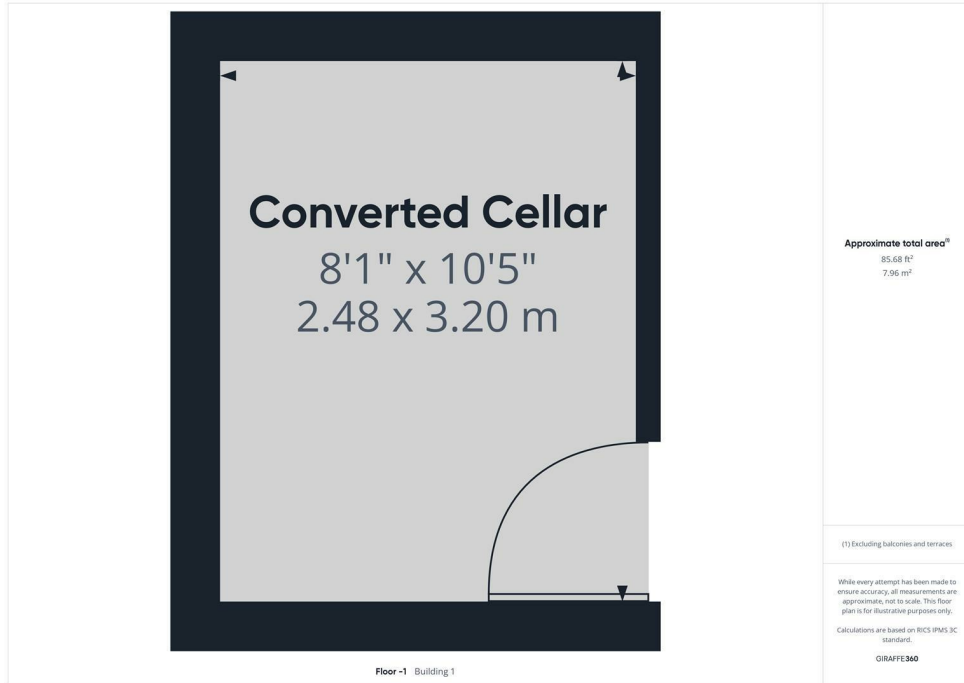 Converted Cellar
8'1" x 10'5"
2.48 x 3.20 m
Floor -1 Building 1
Approximate total area⁽¹⁾
85.68 ft²
7.96 m²
(1) Excluding balconies and terraces
While every attempt has been made to
ensure accuracy, all measurements are
approximate, not to scale. This floor
plan is for illustrative purposes only.
Calculations are based on RICS IPMS 3C
standard.
GIRAFFE360